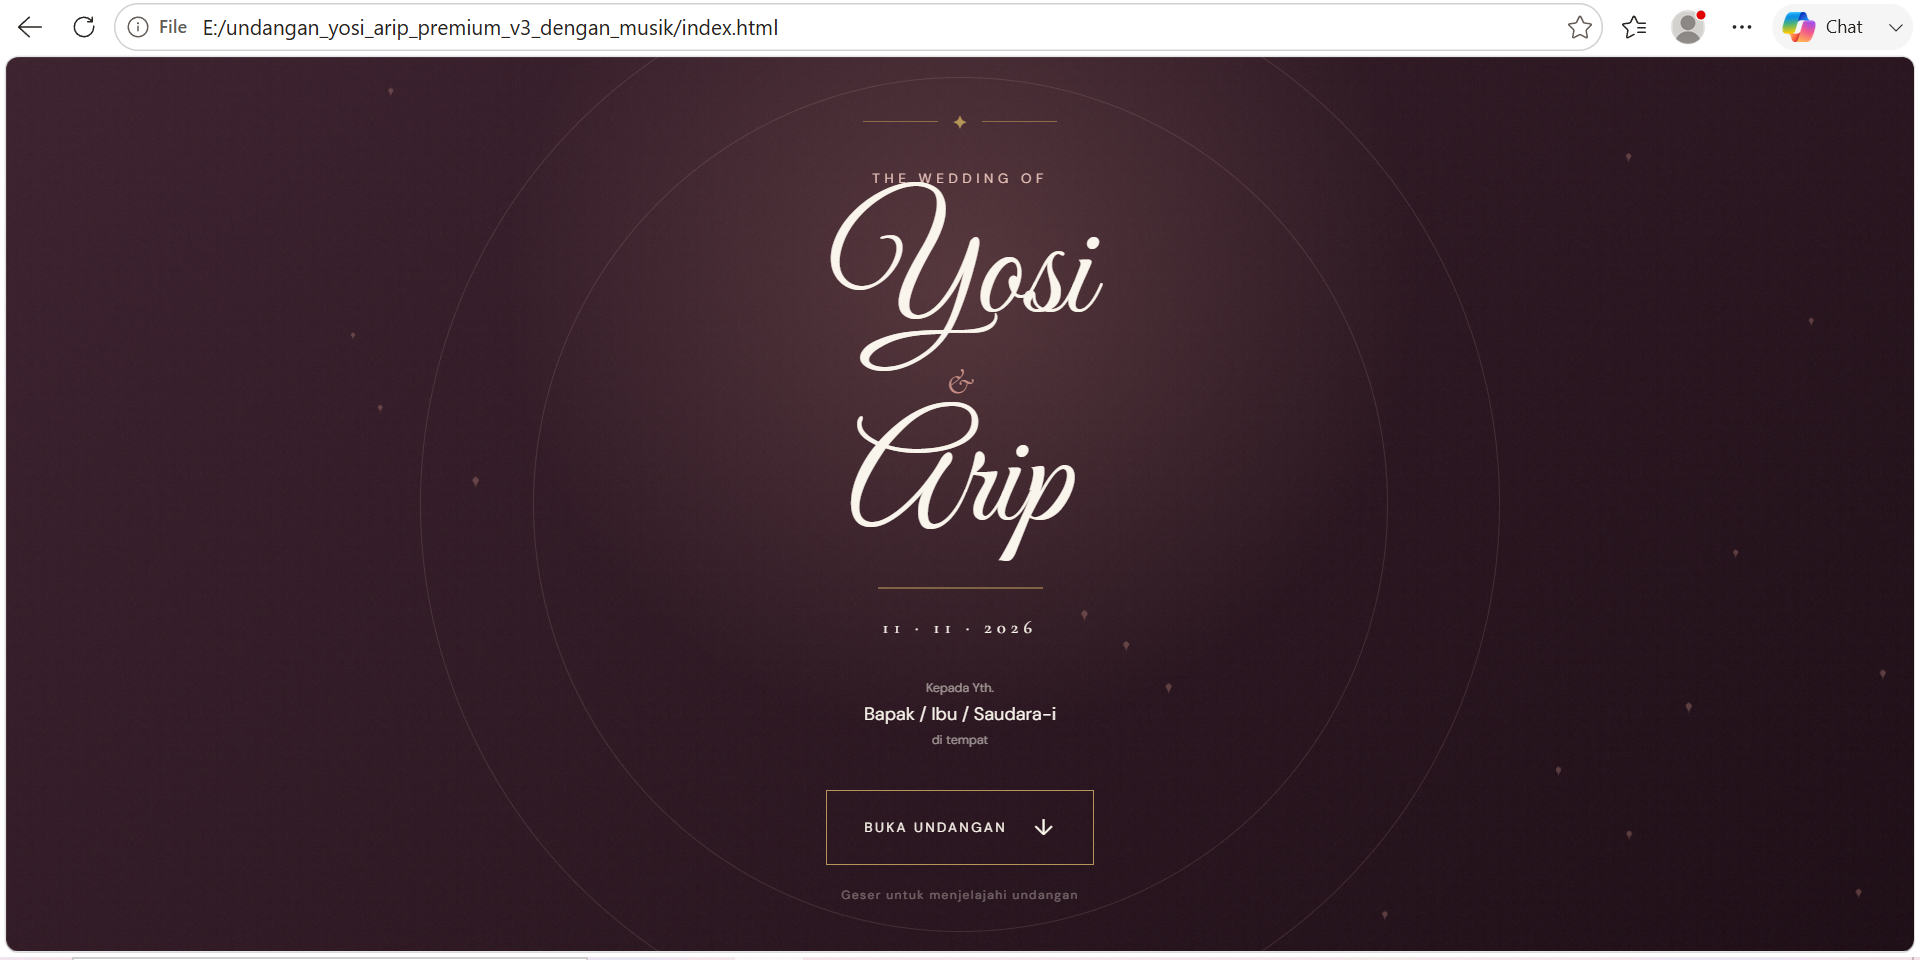 File E:/undangan_yosi_arip_premium_v3_dengan_musik/index.html
Chat
THE WEDDING OF
Yosi
&
Arip
11 · 11 · 2026
Kepada Yth.
Bapak / Ibu / Saudara-i
di tempat
BUKA UNDANGAN
Geser untuk menjelajahi undangan